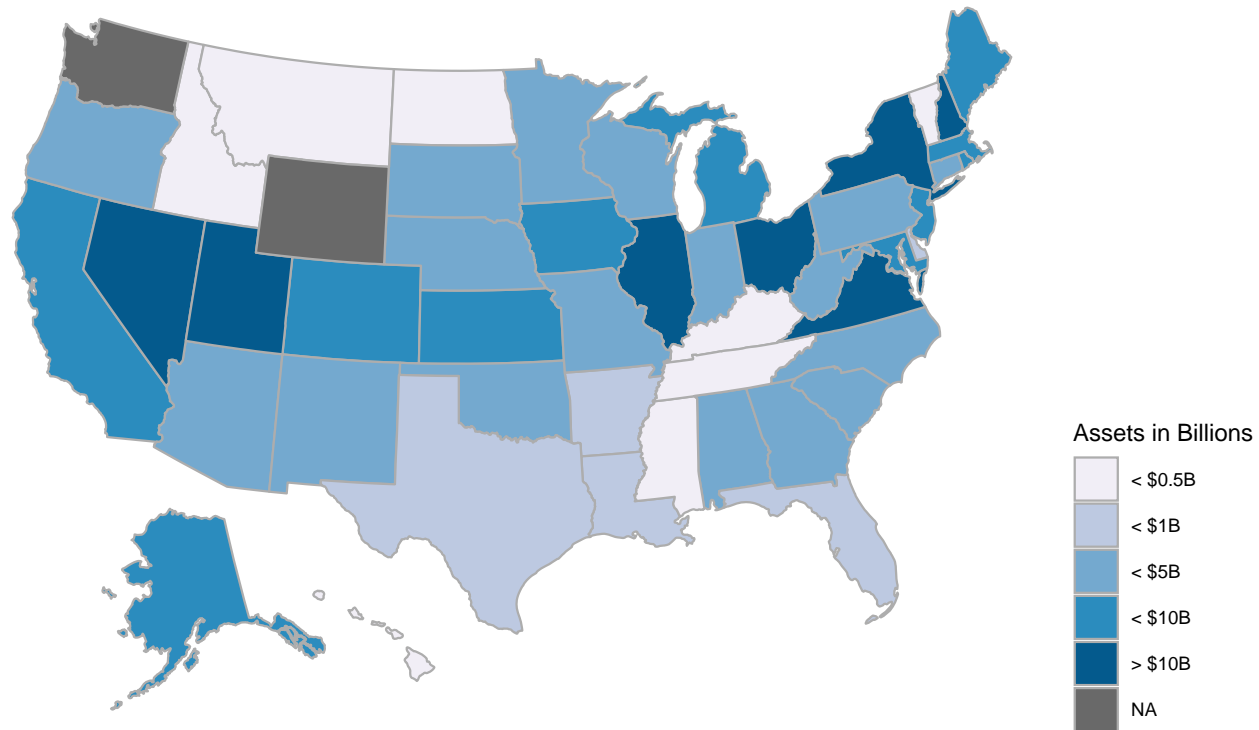 Assets in Billions
< $0.5B
< $1B
< $5B
< $10B
> $10B
NA